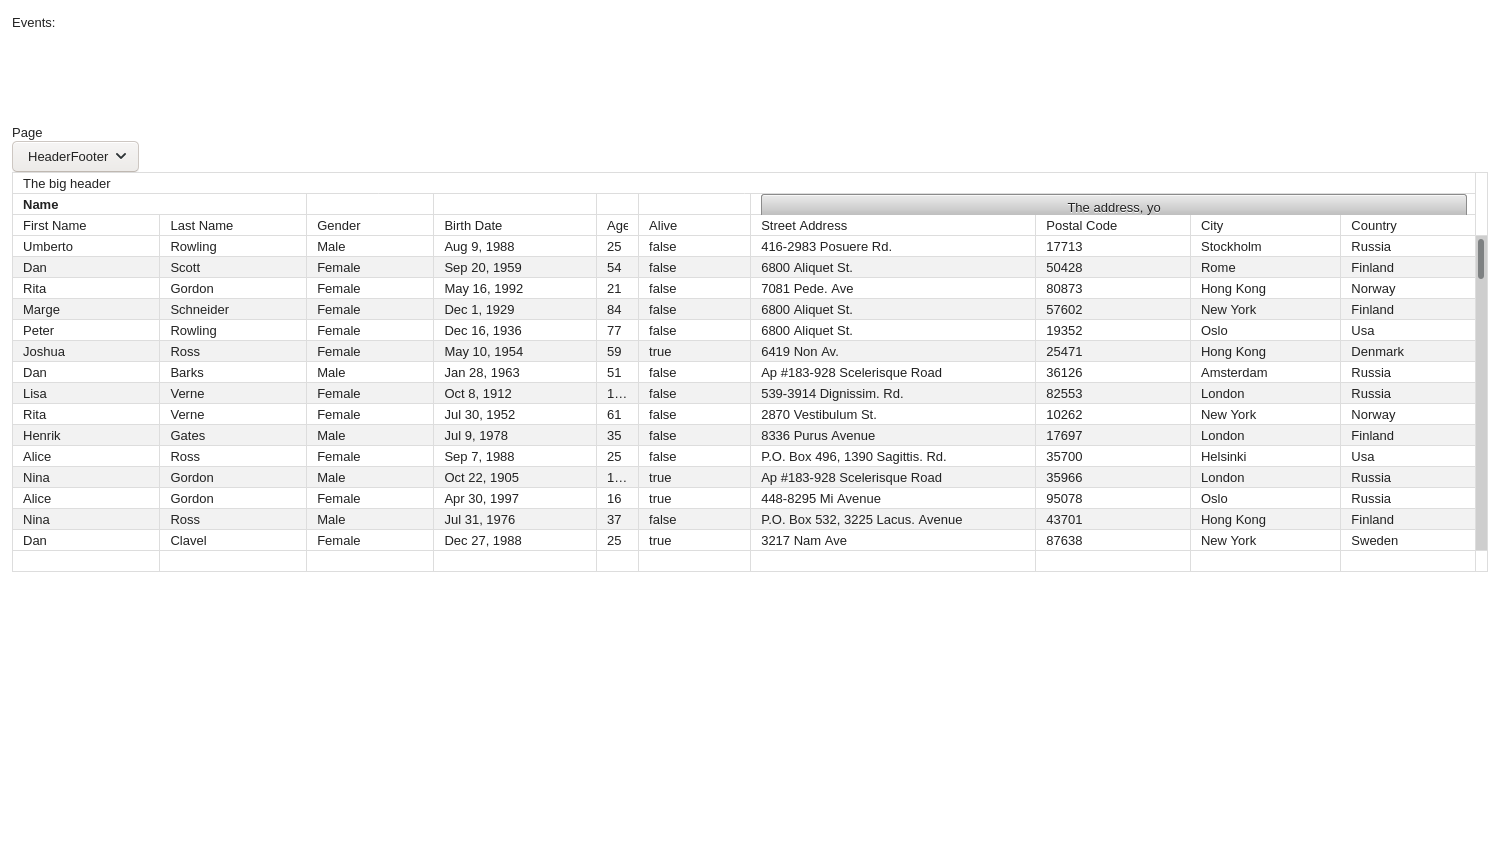 Events:
Page
HeaderFooter
The big header
Name The address, yo
First Name Last Name Gender Birth Date Age Alive Street Address Postal Code City Country
Umberto Rowling Male Aug 9, 1988 25 false 416-2983 Posuere Rd. 17713 Stockholm Russia
Dan Scott Female Sep 20, 1959 54 false 6800 Aliquet St. 50428 Rome Finland
Rita Gordon Female May 16, 1992 21 false 7081 Pede. Ave 80873 Hong Kong Norway
Marge Schneider Female Dec 1, 1929 84 false 6800 Aliquet St. 57602 New York Finland
Peter Rowling Female Dec 16, 1936 77 false 6800 Aliquet St. 19352 Oslo Usa
Joshua Ross Female May 10, 1954 59 true 6419 Non Av. 25471 Hong Kong Denmark
Dan Barks Male Jan 28, 1963 51 false Ap #183-928 Scelerisque Road 36126 Amsterdam Russia
Lisa Verne Female Oct 8, 1912 1… false 539-3914 Dignissim. Rd. 82553 London Russia
Rita Verne Female Jul 30, 1952 61 false 2870 Vestibulum St. 10262 New York Norway
Henrik Gates Male Jul 9, 1978 35 false 8336 Purus Avenue 17697 London Finland
Alice Ross Female Sep 7, 1988 25 false P.O. Box 496, 1390 Sagittis. Rd. 35700 Helsinki Usa
Nina Gordon Male Oct 22, 1905 1… true Ap #183-928 Scelerisque Road 35966 London Russia
Alice Gordon Female Apr 30, 1997 16 true 448-8295 Mi Avenue 95078 Oslo Russia
Nina Ross Male Jul 31, 1976 37 false P.O. Box 532, 3225 Lacus. Avenue 43701 Hong Kong Finland
Dan Clavel Female Dec 27, 1988 25 true 3217 Nam Ave 87638 New York Sweden